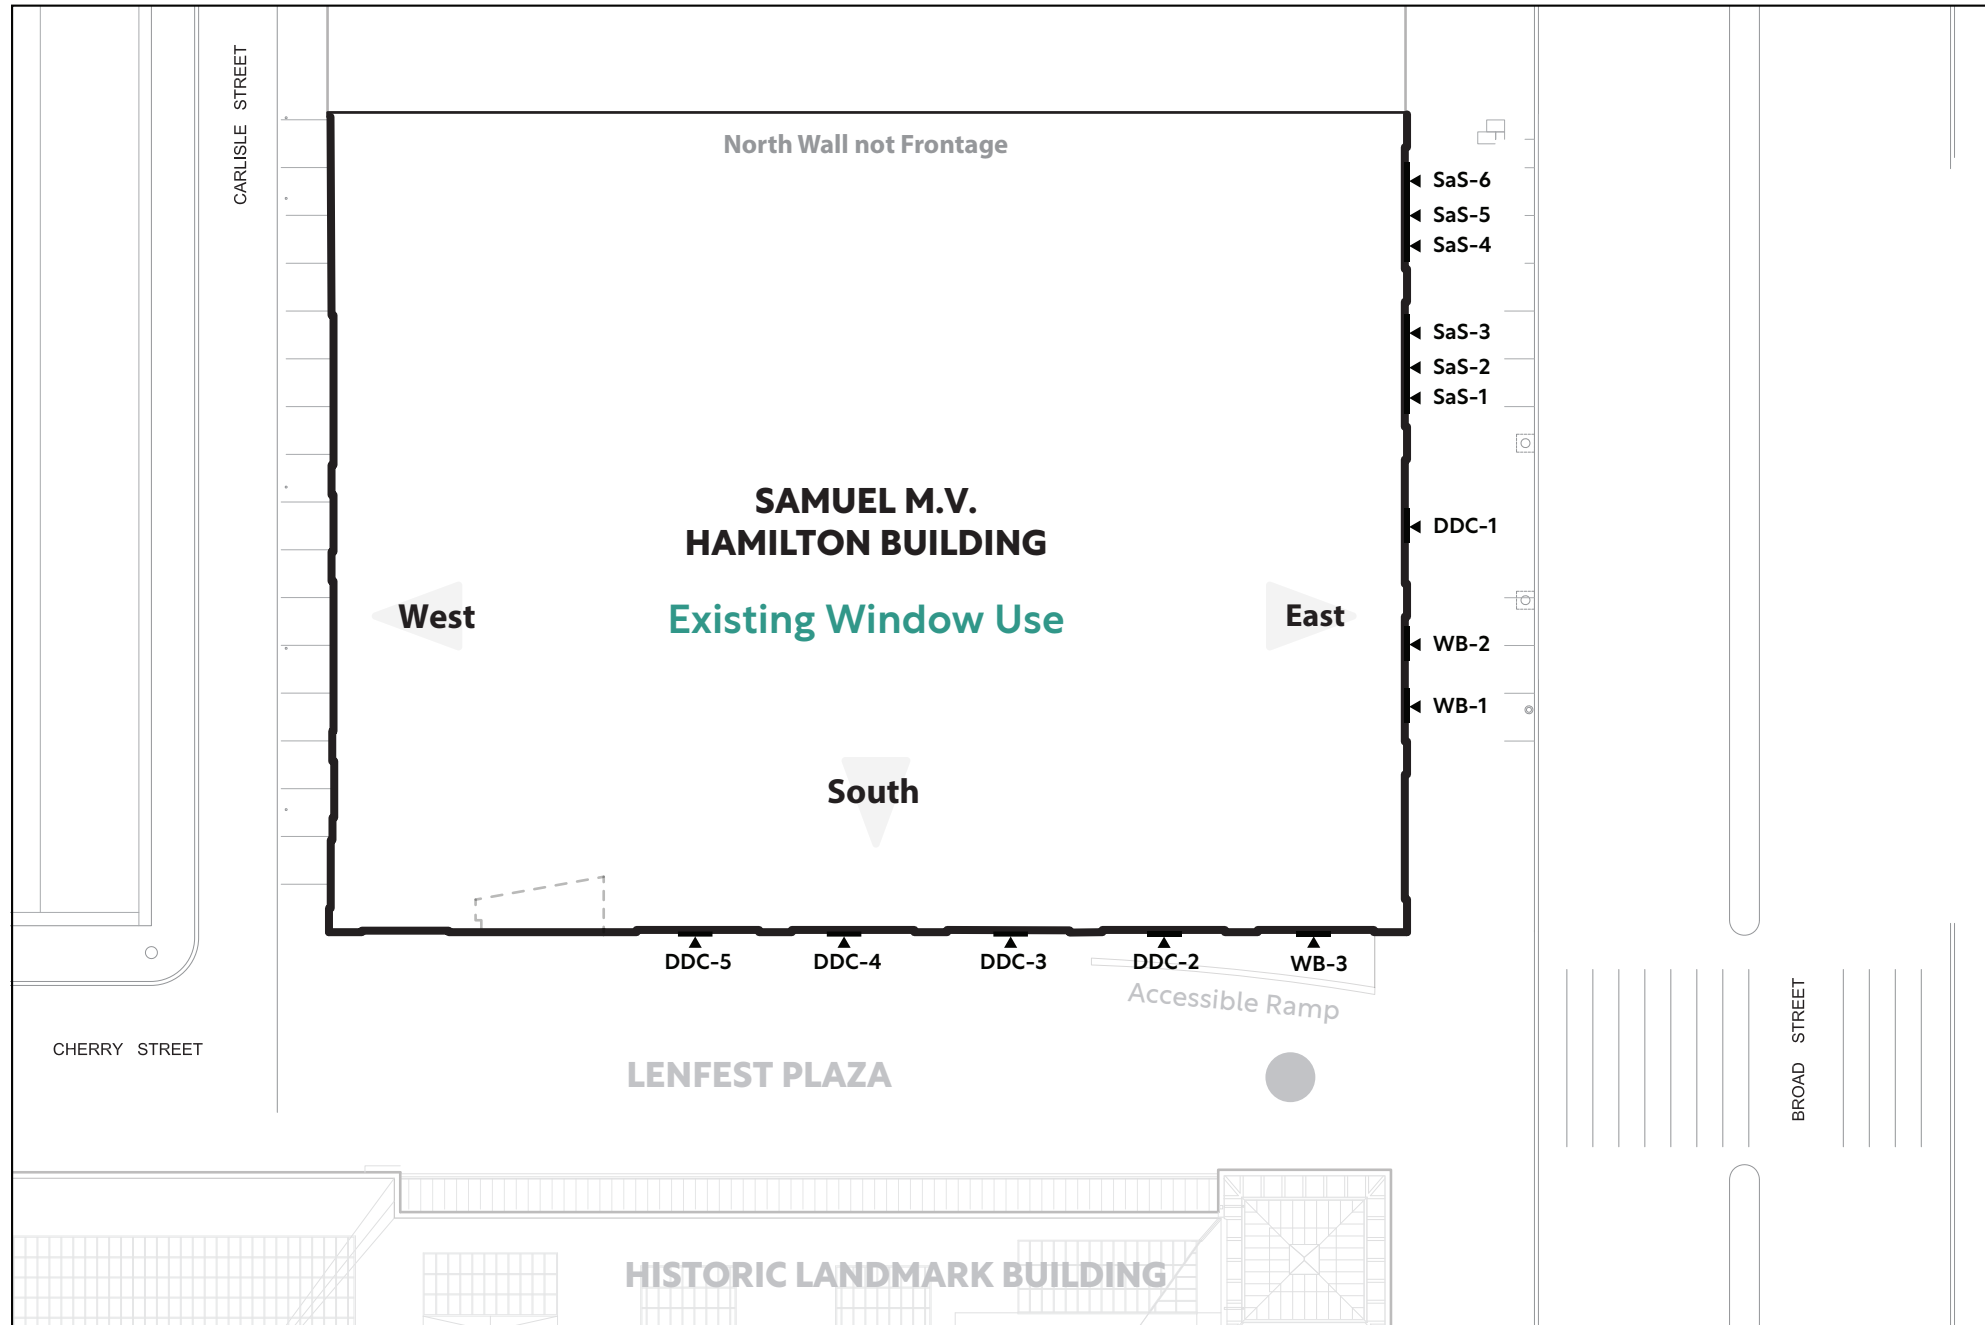 CARLISLE STREET
North Wall not Frontage
SaS-6
SaS-5
SaS-4
SaS-3
SaS-2
SaS-1
SAMUEL M.V.
HAMILTON BUILDING
DDC-1
West
Existing Window Use
East
WB-2
WB-1
South
DDC-5
DDC-4
DDC-3
DDC-2
WB-3
Accessible Ramp
CHERRY STREET
LENFEST PLAZA
BROAD STREET
HISTORIC LANDMARK BUILDING